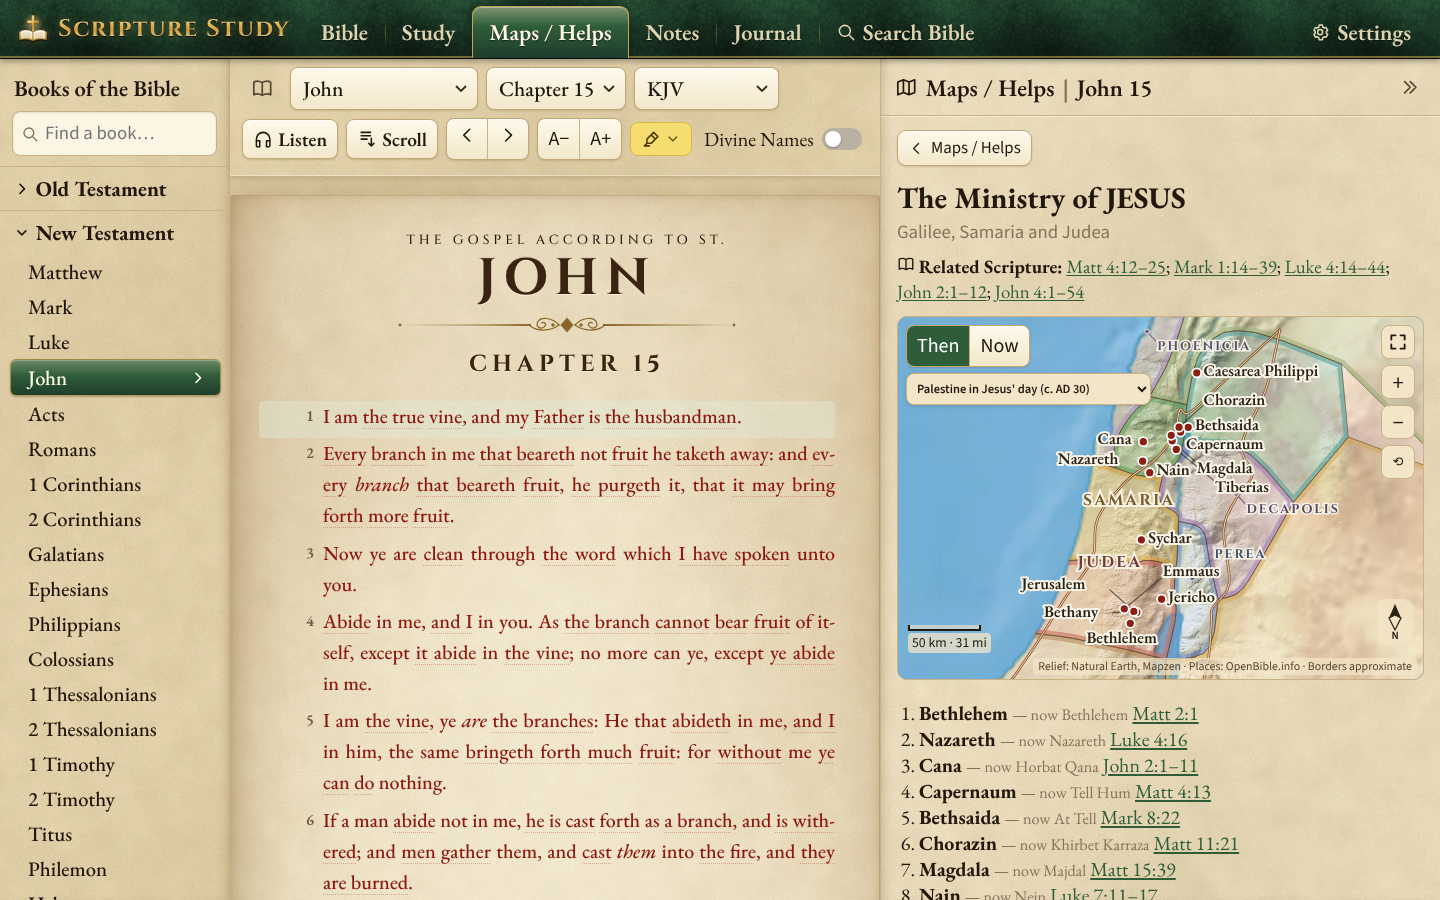 Scripture Study
Bible
Study
Maps / Helps
Notes
Journal
Search Bible
Settings
Books of the Bible
Find a book…
Old Testament
New Testament
Matthew
Mark
Luke
John
Acts
Romans
1 Corinthians
2 Corinthians
Galatians
Ephesians
Philippians
Colossians
1 Thessalonians
2 Thessalonians
1 Timothy
2 Timothy
Titus
Philemon
John
Chapter 15
KJV
Listen
Scroll
A−
A+
Divine Names
THE GOSPEL ACCORDING TO ST.
JOHN
CHAPTER 15
1 I am the true vine, and my Father is the husbandman.
2 Every branch in me that beareth not fruit he taketh away: and ev-
ery branch that beareth fruit, he purgeth it, that it may bring
forth more fruit.
3 Now ye are clean through the word which I have spoken unto
you.
4 Abide in me, and I in you. As the branch cannot bear fruit of it-
self, except it abide in the vine; no more can ye, except ye abide
in me.
5 I am the vine, ye are the branches: He that abideth in me, and I
in him, the same bringeth forth much fruit: for without me ye
can do nothing.
6 If a man abide not in me, he is cast forth as a branch, and is with-
ered; and men gather them, and cast them into the fire, and they
are burned.
Maps / Helps | John 15
Maps / Helps
The Ministry of JESUS
Galilee, Samaria and Judea
Related Scripture: Matt 4:12–25; Mark 1:14–39; Luke 4:14–44;
John 2:1–12; John 4:1–54
Then
Now
Palestine in Jesus' day (c. AD 30)
PHOENICIA
Caesarea Philippi
Chorazin
Bethsaida
Cana
Capernaum
Nazareth
Nain
Magdala
Tiberias
SAMARIA
DECAPOLIS
Sychar
PEREA
JUDEA
Emmaus
Jerusalem
Jericho
Bethany
Bethlehem
+
−
N
50 km · 31 mi
Relief: Natural Earth, Mapzen · Places: OpenBible.info · Borders approximate
1. Bethlehem — now Bethlehem Matt 2:1
2. Nazareth — now Nazareth Luke 4:16
3. Cana — now Horbat Qana John 2:1–11
4. Capernaum — now Tell Hum Matt 4:13
5. Bethsaida — now At Tell Mark 8:22
6. Chorazin — now Khirbet Karraza Matt 11:21
7. Magdala — now Majdal Matt 15:39
8. Nain — now Nein Luke 7:11–17